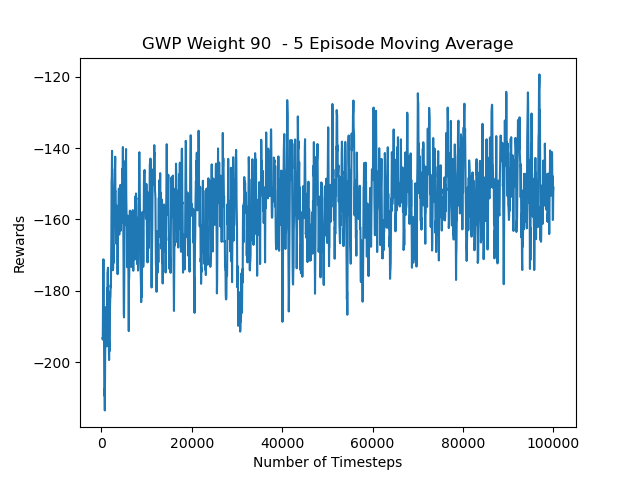 GWP Weight 90  - 5 Episode Moving Average
−120
−140
−160
−180
−200
Rewards
0 20000 40000 60000 80000 100000
Number of Timesteps